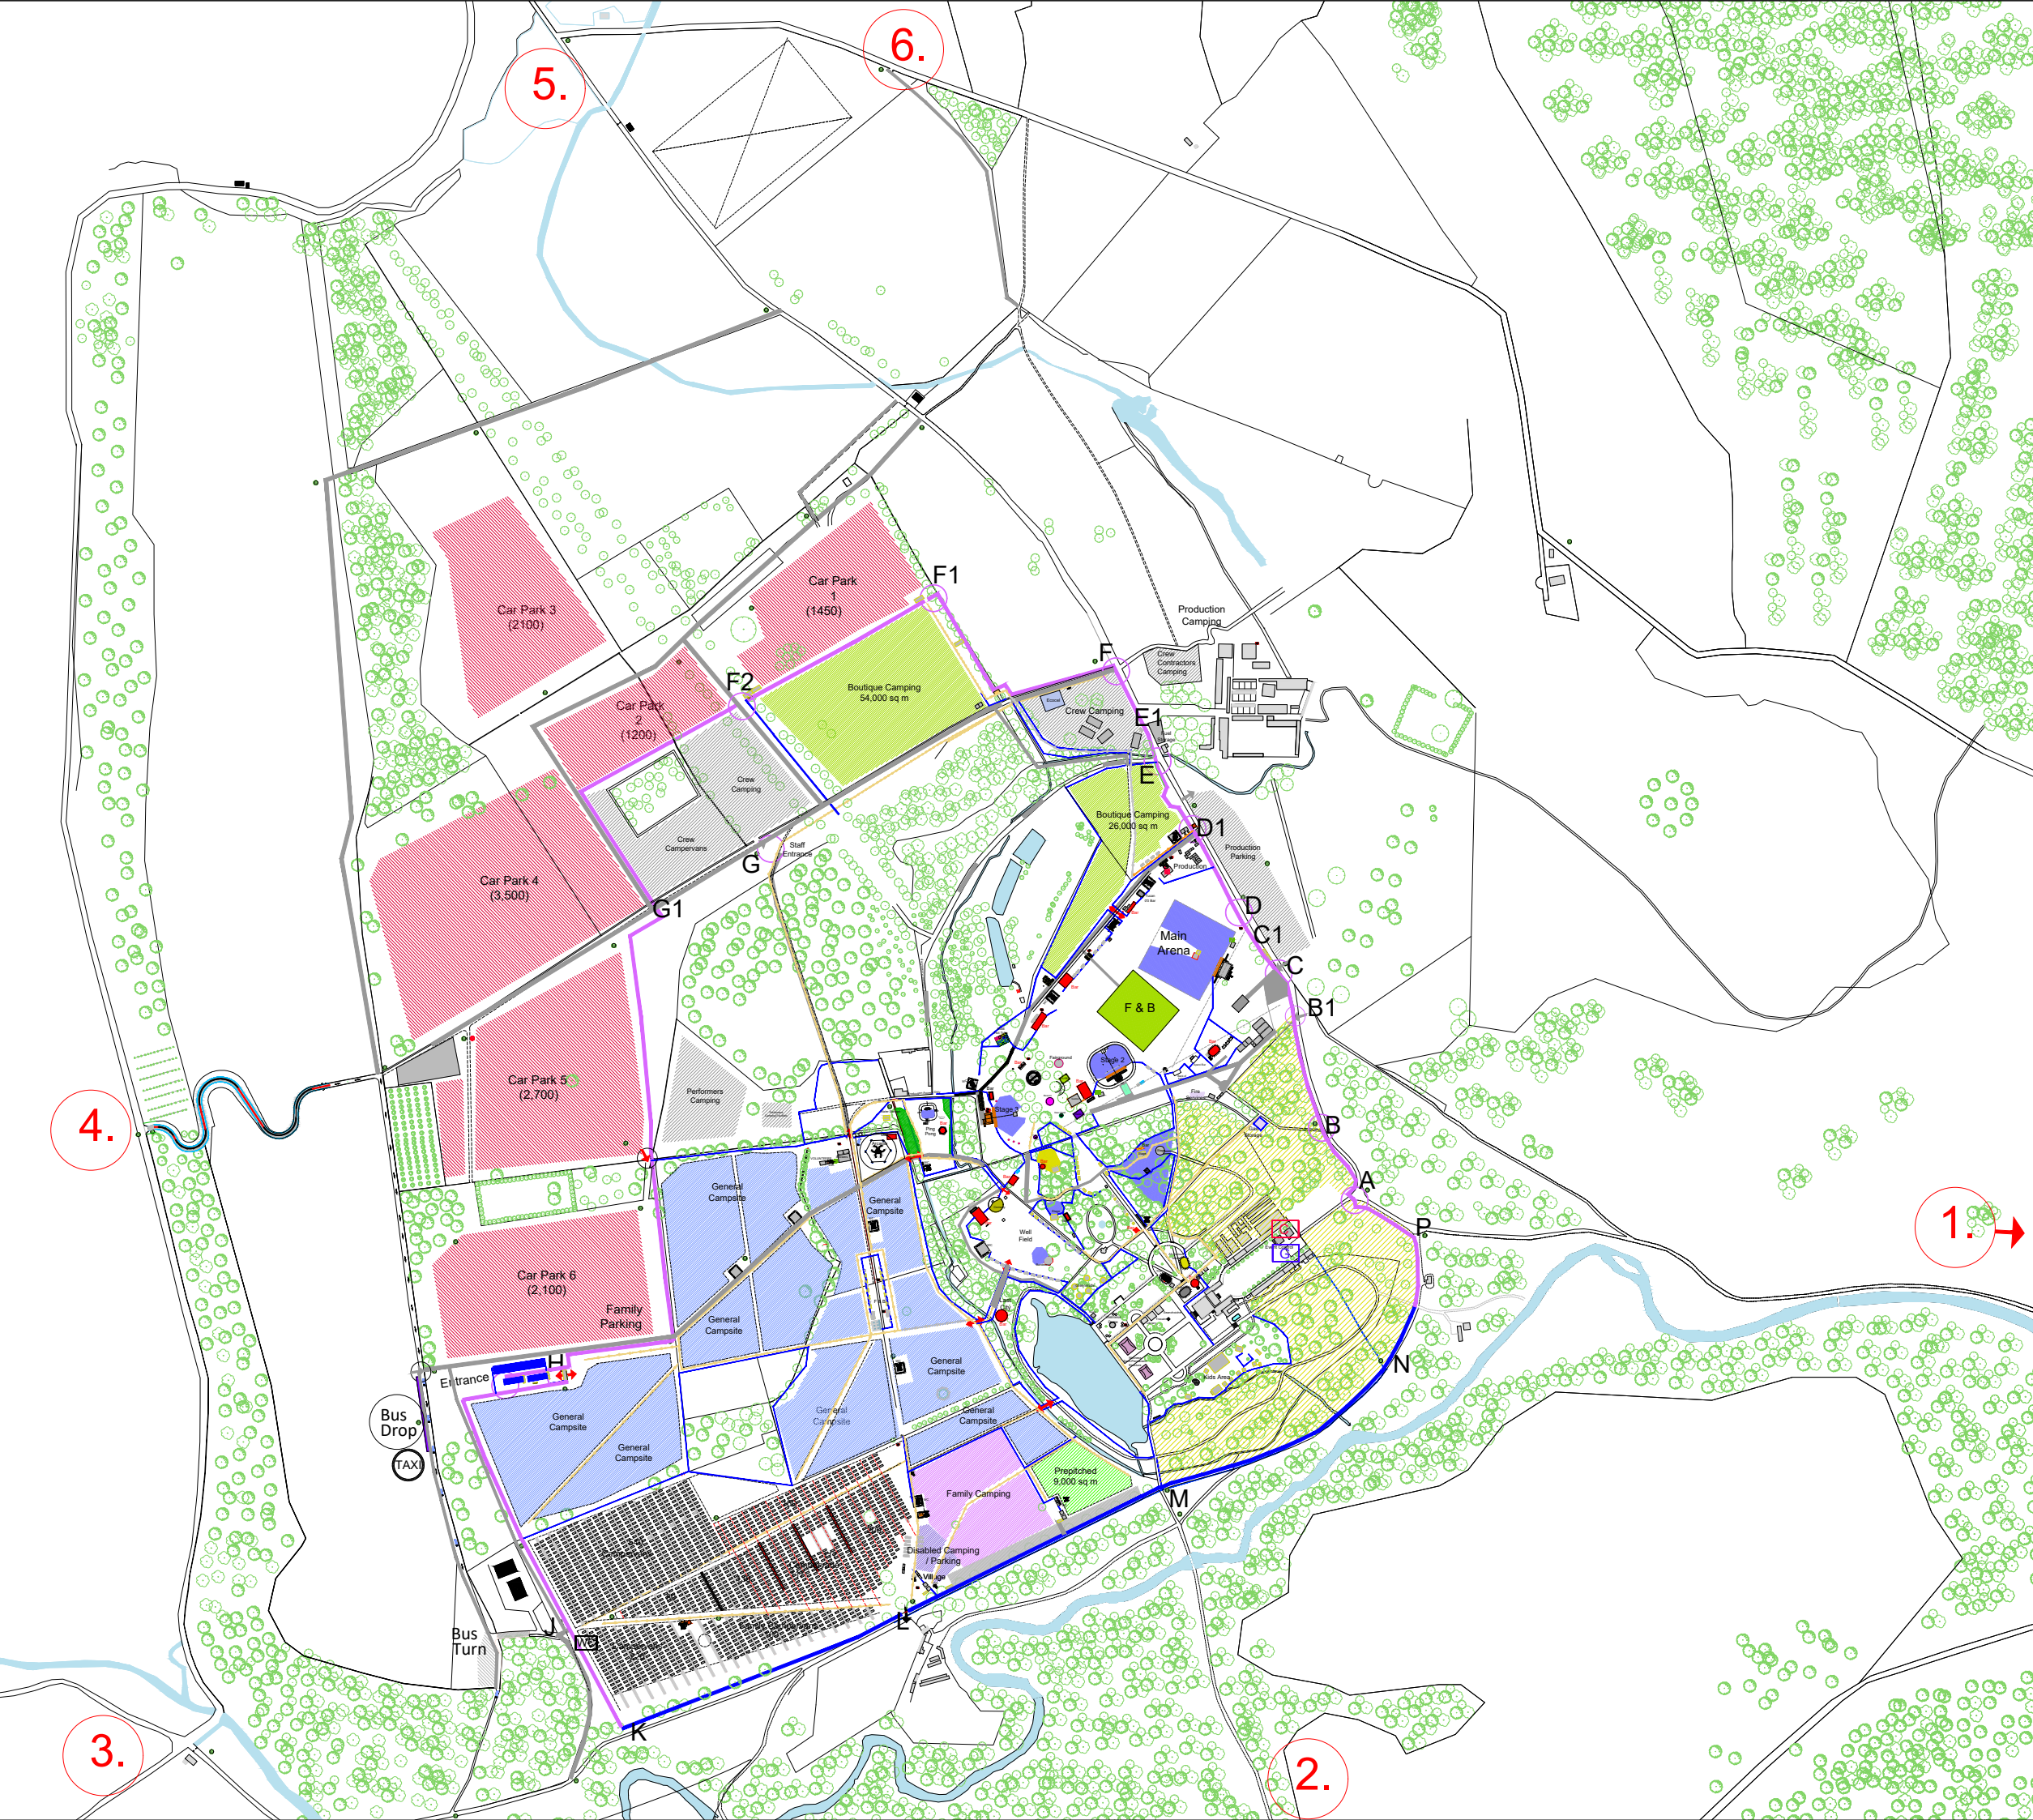 6.
5.
F1
Car Park
1
(1450)
Car Park 3
(2100)
Production
Camping
F
Crew
Contractors
Camping
F2
Boutique Camping
54,000 sq m
Car Park
2
(1200)
Crew Camping
E1
Fuel
E
Crew
Camping
Boutique Camping
26,000 sq m
D1
Crew
Campervans
Staff
Entrance
G
Production
Parking
Production
Car Park 4
(3,500)
G1
D
Main
Arena
C1
C
F & B
B1
Stage 2
Car Park 5
(2,700)
Performers
Camping
Stage 3
Ping
Pong
4.
B
General
Campsite
A
General
Campsite
P
1.
Well
Field
G
G
Car Park 6
(2,100)
Family
Parking
General
Campsite
H
Entrance
General
Campsite
N
Kids Area
Bus
Drop
General
Campsite
General
Campsite
General
Campsite
General
Campsite
TAXI
Prepitched
9,000 sq m
Family Camping
M
Disabled Camping
/ Parking
Village
L
J
Bus
Turn
K
3.
2.